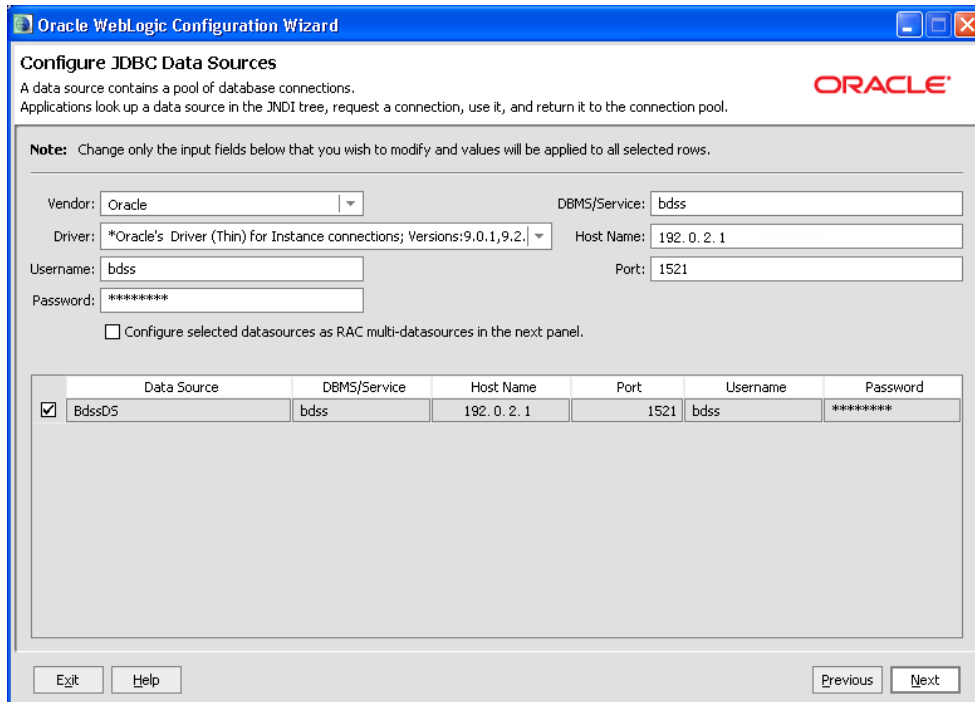 Oracle WebLogic Configuration Wizard
Configure JDBC Data Sources
A data source contains a pool of database connections.
Applications look up a data source in the JNDI tree, request a connection, use it, and return it to the connection pool.
ORACLE
Note: Change only the input fields below that you wish to modify and values will be applied to all selected rows.
Vendor: Oracle
DBMS/Service: bdss
Driver: *Oracle's Driver (Thin) for Instance connections; Versions:9.0.1,9.2.
Host Name: 192.0.2.1
Username: bdss
Port: 1521
Password: ********
Configure selected datasources as RAC multi-datasources in the next panel.
Data Source DBMS/Service Host Name Port Username Password
BdssDS bdss 192.0.2.1 1521 bdss ********
Exit Help Previous Next